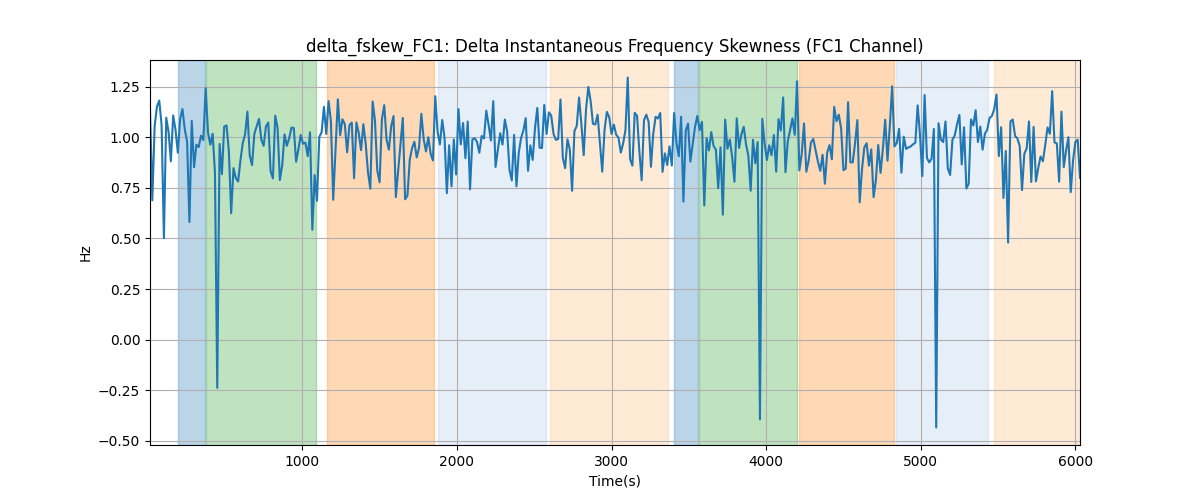 delta_fskew_FC1: Delta Instantaneous Frequency Skewness (FC1 Channel)
1.25
1.00
0.75
0.50
0.25
0.00
−0.25
−0.50
Hz
1000 2000 3000 4000 5000 6000
Time(s)